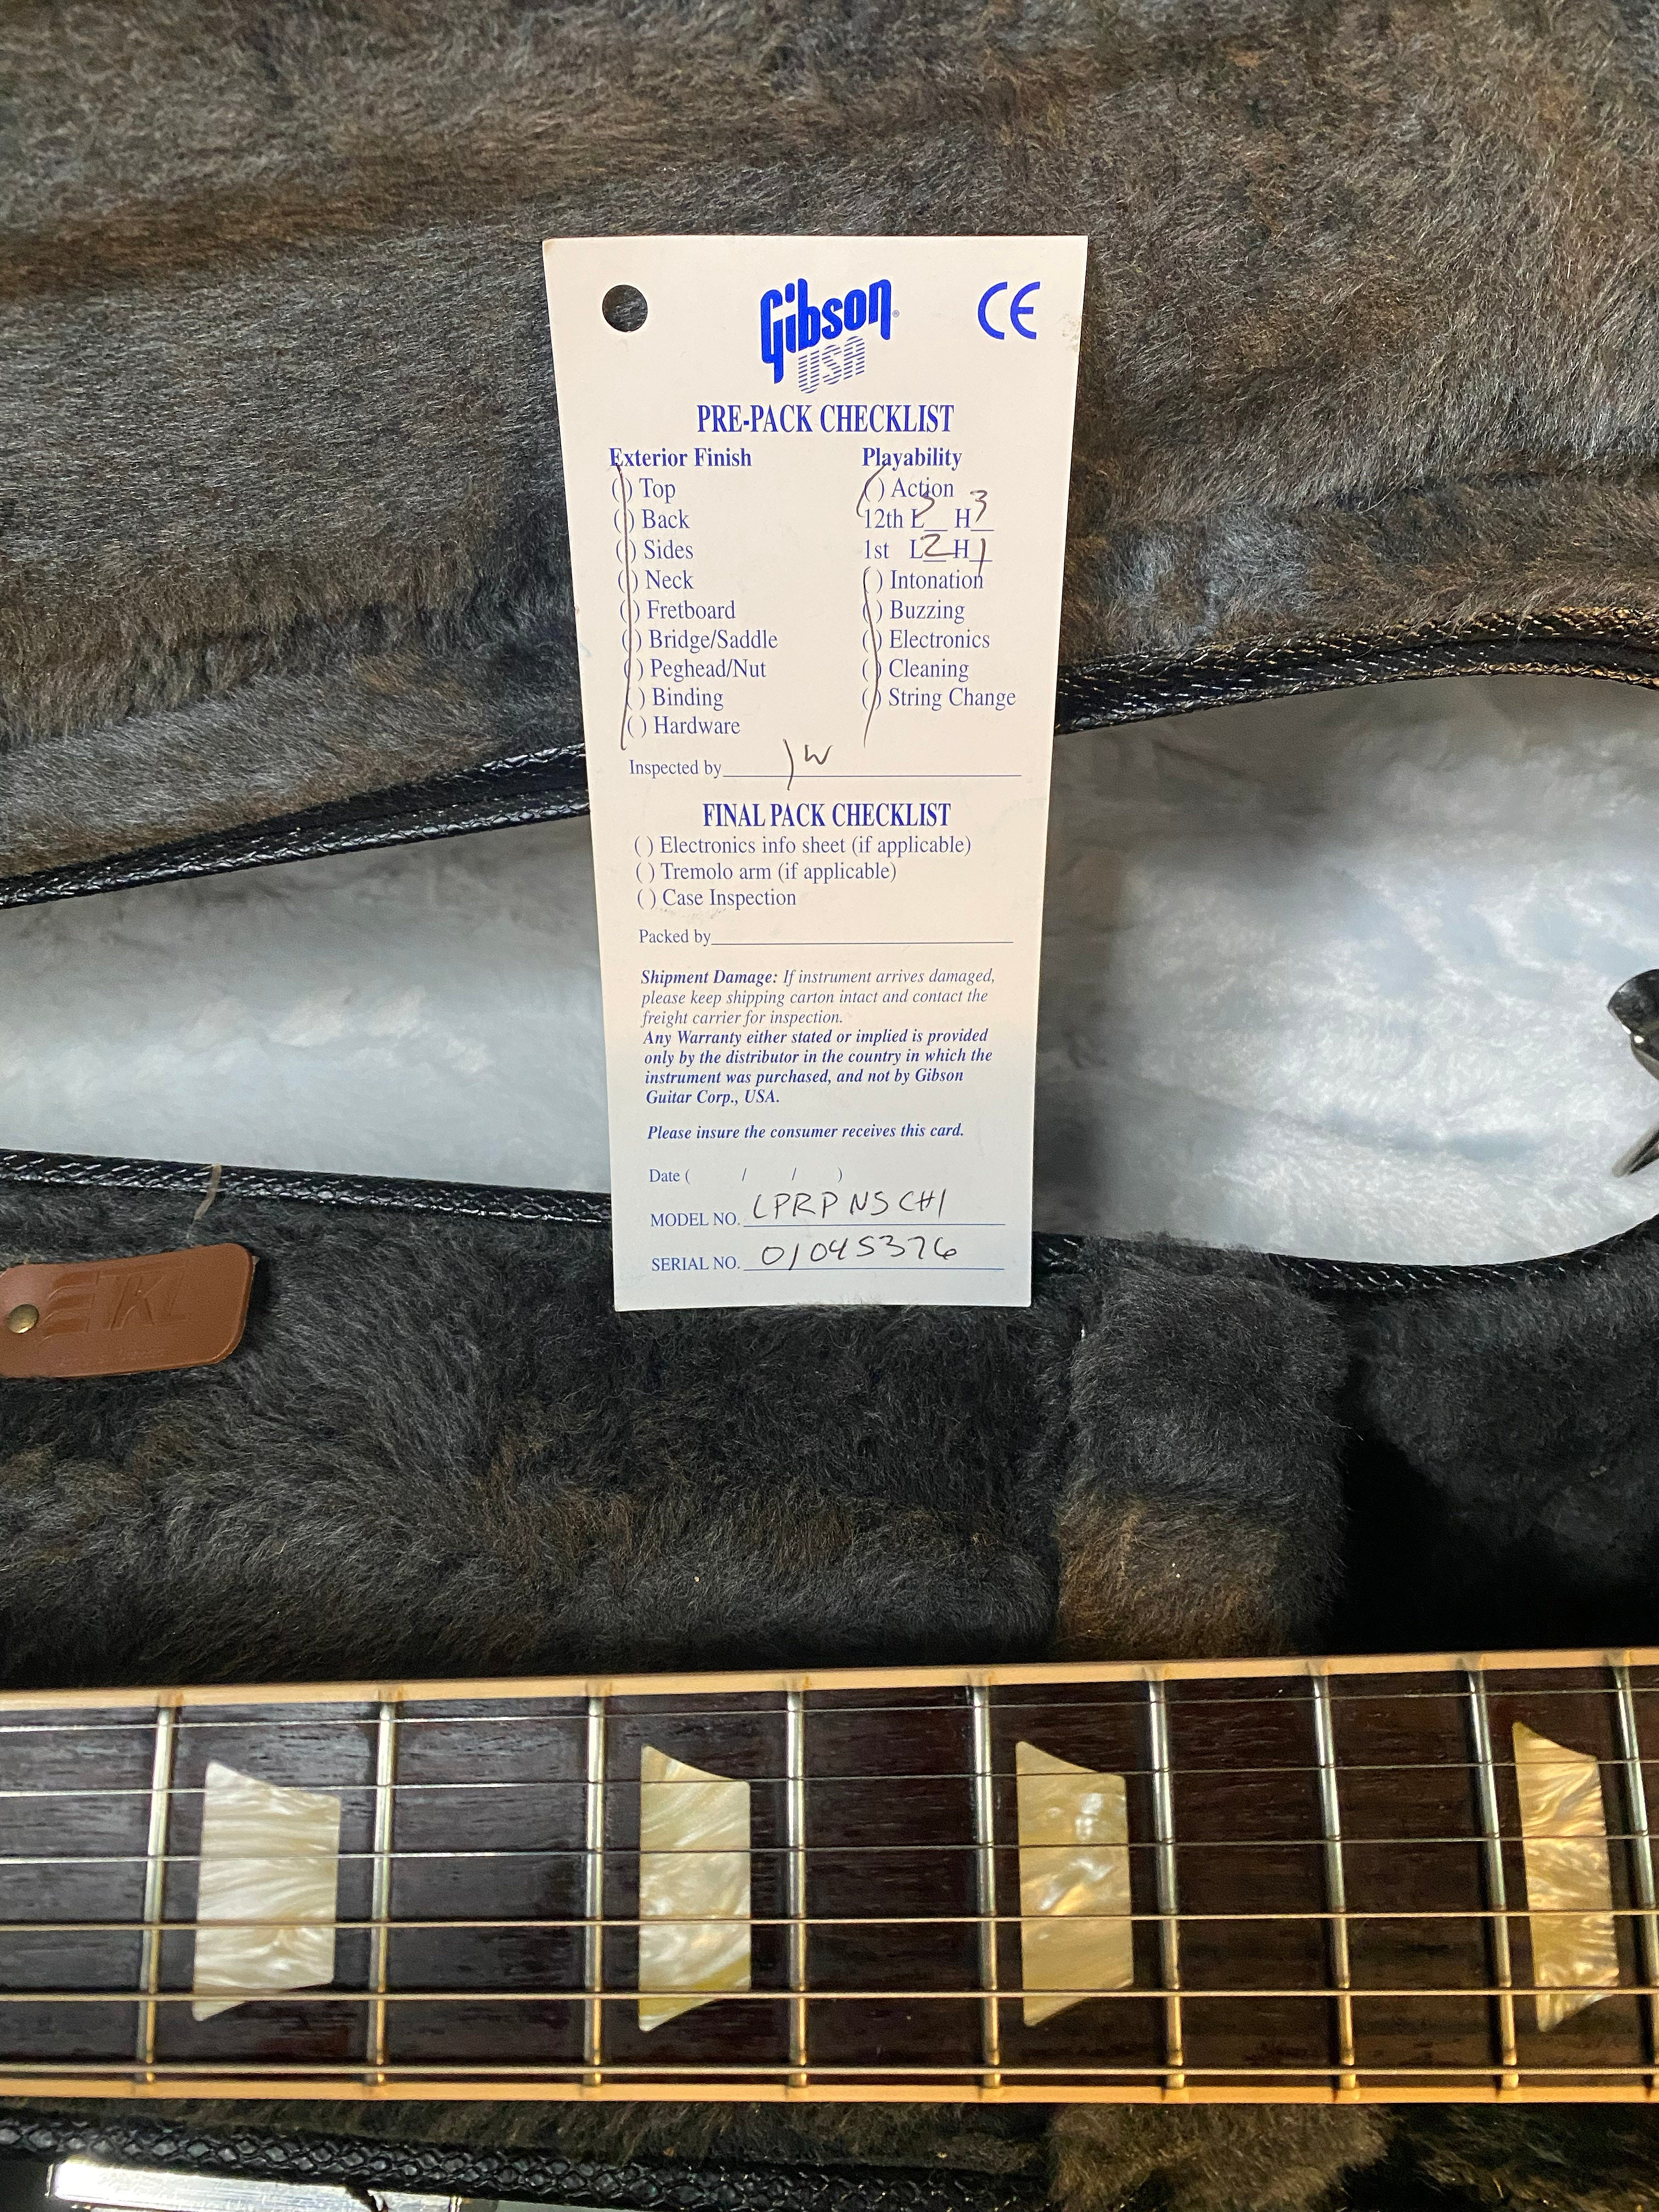 Gibson®
USA
CE
PRE-PACK CHECKLIST
Exterior Finish
( ) Top
( ) Back
( ) Sides
( ) Neck
( ) Fretboard
( ) Bridge/Saddle
( ) Peghead/Nut
( ) Binding
( ) Hardware
Playability
( ) Action
12th L 3 H 3
1st L 2 H 1
( ) Intonation
( ) Buzzing
( ) Electronics
( ) Cleaning
( ) String Change
Inspected by JW
FINAL PACK CHECKLIST
( ) Electronics info sheet (if applicable)
( ) Tremolo arm (if applicable)
( ) Case Inspection
Packed by
Shipment Damage: If instrument arrives damaged,
please keep shipping carton intact and contact the
freight carrier for inspection.
Any Warranty either stated or implied is provided
only by the distributor in the country in which the
instrument was purchased, and not by Gibson
Guitar Corp., USA.
Please insure the consumer receives this card.
Date ( / / )
MODEL NO. LPRPNSCH1
SERIAL NO. 01045376